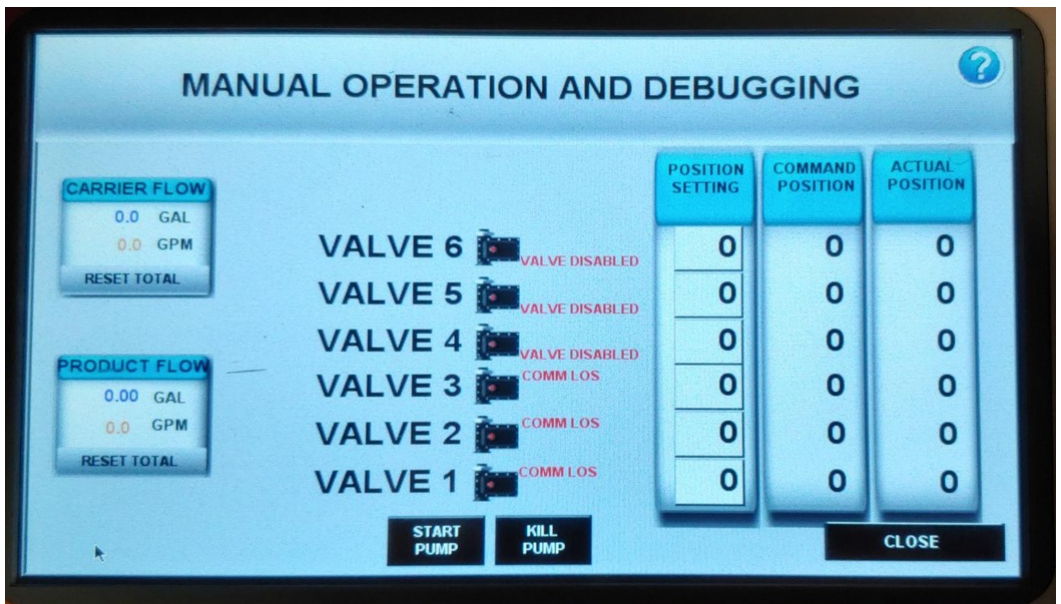 ?
MANUAL OPERATION AND DEBUGGING
CARRIER FLOW
0.0 GAL
0.0 GPM
RESET TOTAL
PRODUCT FLOW
0.00 GAL
0.0 GPM
RESET TOTAL
POSITION SETTING
COMMAND POSITION
ACTUAL POSITION
VALVE 6 VALVE DISABLED 0 0 0
VALVE 5 VALVE DISABLED 0 0 0
VALVE 4 VALVE DISABLED 0 0 0
VALVE 3 COMM LOS 0 0 0
VALVE 2 COMM LOS 0 0 0
VALVE 1 COMM LOS 0 0 0
START
PUMP
KILL
PUMP
CLOSE